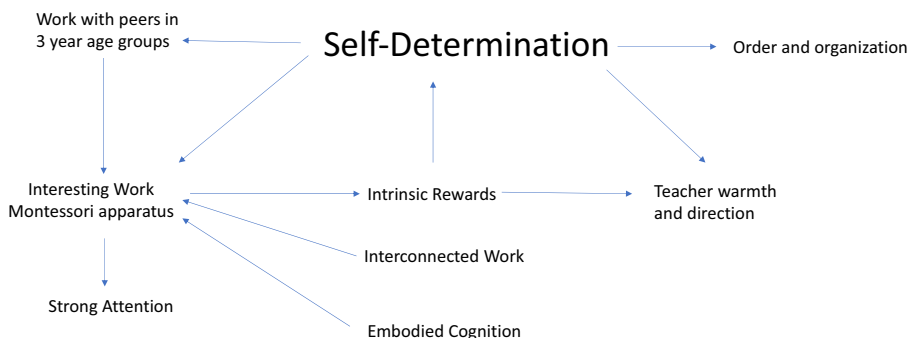 Work with peers in
3 year age groups
Self-Determination
Order and organization
Interesting Work
Montessori apparatus
Intrinsic Rewards
Teacher warmth
and direction
Interconnected Work
Strong Attention
Embodied Cognition